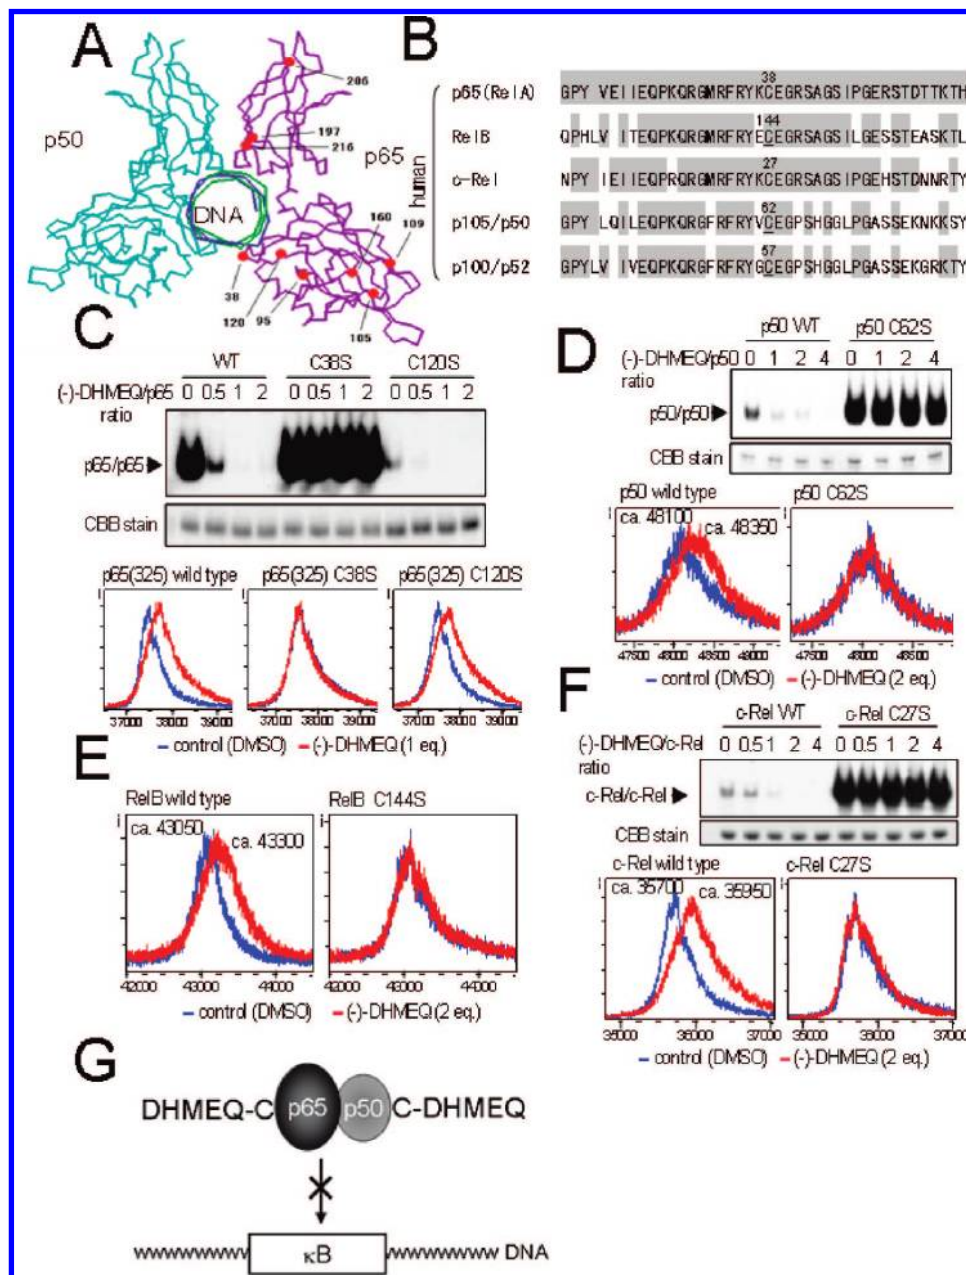 A
p50
p65
DNA
206
197
216
160
109
38
120
95
105
B
human
38
p65(RelA) GPY VEIIEQPKQRGMRFRYKCEGRSAGSIPGERSTDTTKTH
144
RelB QPHLV ITEQPKQRGMRFRYECEGRSAGSILGESSTEASKTL
27
c-Rel NPY IEIIEQPRQRGMRFRYKCEGRSAGSIPGEHSTDNNRTY
62
p105/p50 GPY LQILEQPKQRGFRFRYVCEGPSHGGLPGASSEKNKKSY
57
p100/p52 GPYLV IVEQPKQRGFRFRYGCEGPSHGGLPGASSEKGRKTY
C
WT C38S C120S
(-)-DHMEQ/p65 0 0.5 1 2 0 0.5 1 2 0 0.5 1 2
ratio
p65/p65
CBB stain
p65(325) wild type p65(325) C38S p65(325) C120S
37000 38000 39000 37000 38000 39000 37000 38000 39000
control (DMSO) (-)-DHMEQ (1 eq.)
D
p50 WT p50 C62S
(-)-DHMEQ/p50 0 1 2 4 0 1 2 4
ratio
p50/p50
CBB stain
p50 wild type p50 C62S
ca. 48100
ca. 48350
47500 48000 48500 49000 47500 48000 48500
control (DMSO) (-)-DHMEQ (2 eq.)
E
RelB wild type RelB C144S
ca. 43050
ca. 43300
42000 43000 44000 42000 43000 44000
control (DMSO) (-)-DHMEQ (2 eq.)
F
c-Rel WT c-Rel C27S
(-)-DHMEQ/c-Rel 0 0.5 1 2 4 0 0.5 1 2 4
ratio
c-Rel/c-Rel
CBB stain
c-Rel wild type c-Rel C27S
ca. 35700 ca. 35950
35000 36000 37000 35000 36000 37000
control (DMSO) (-)-DHMEQ (2 eq.)
G
DHMEQ-C p65 p50 C-DHMEQ
κB DNA